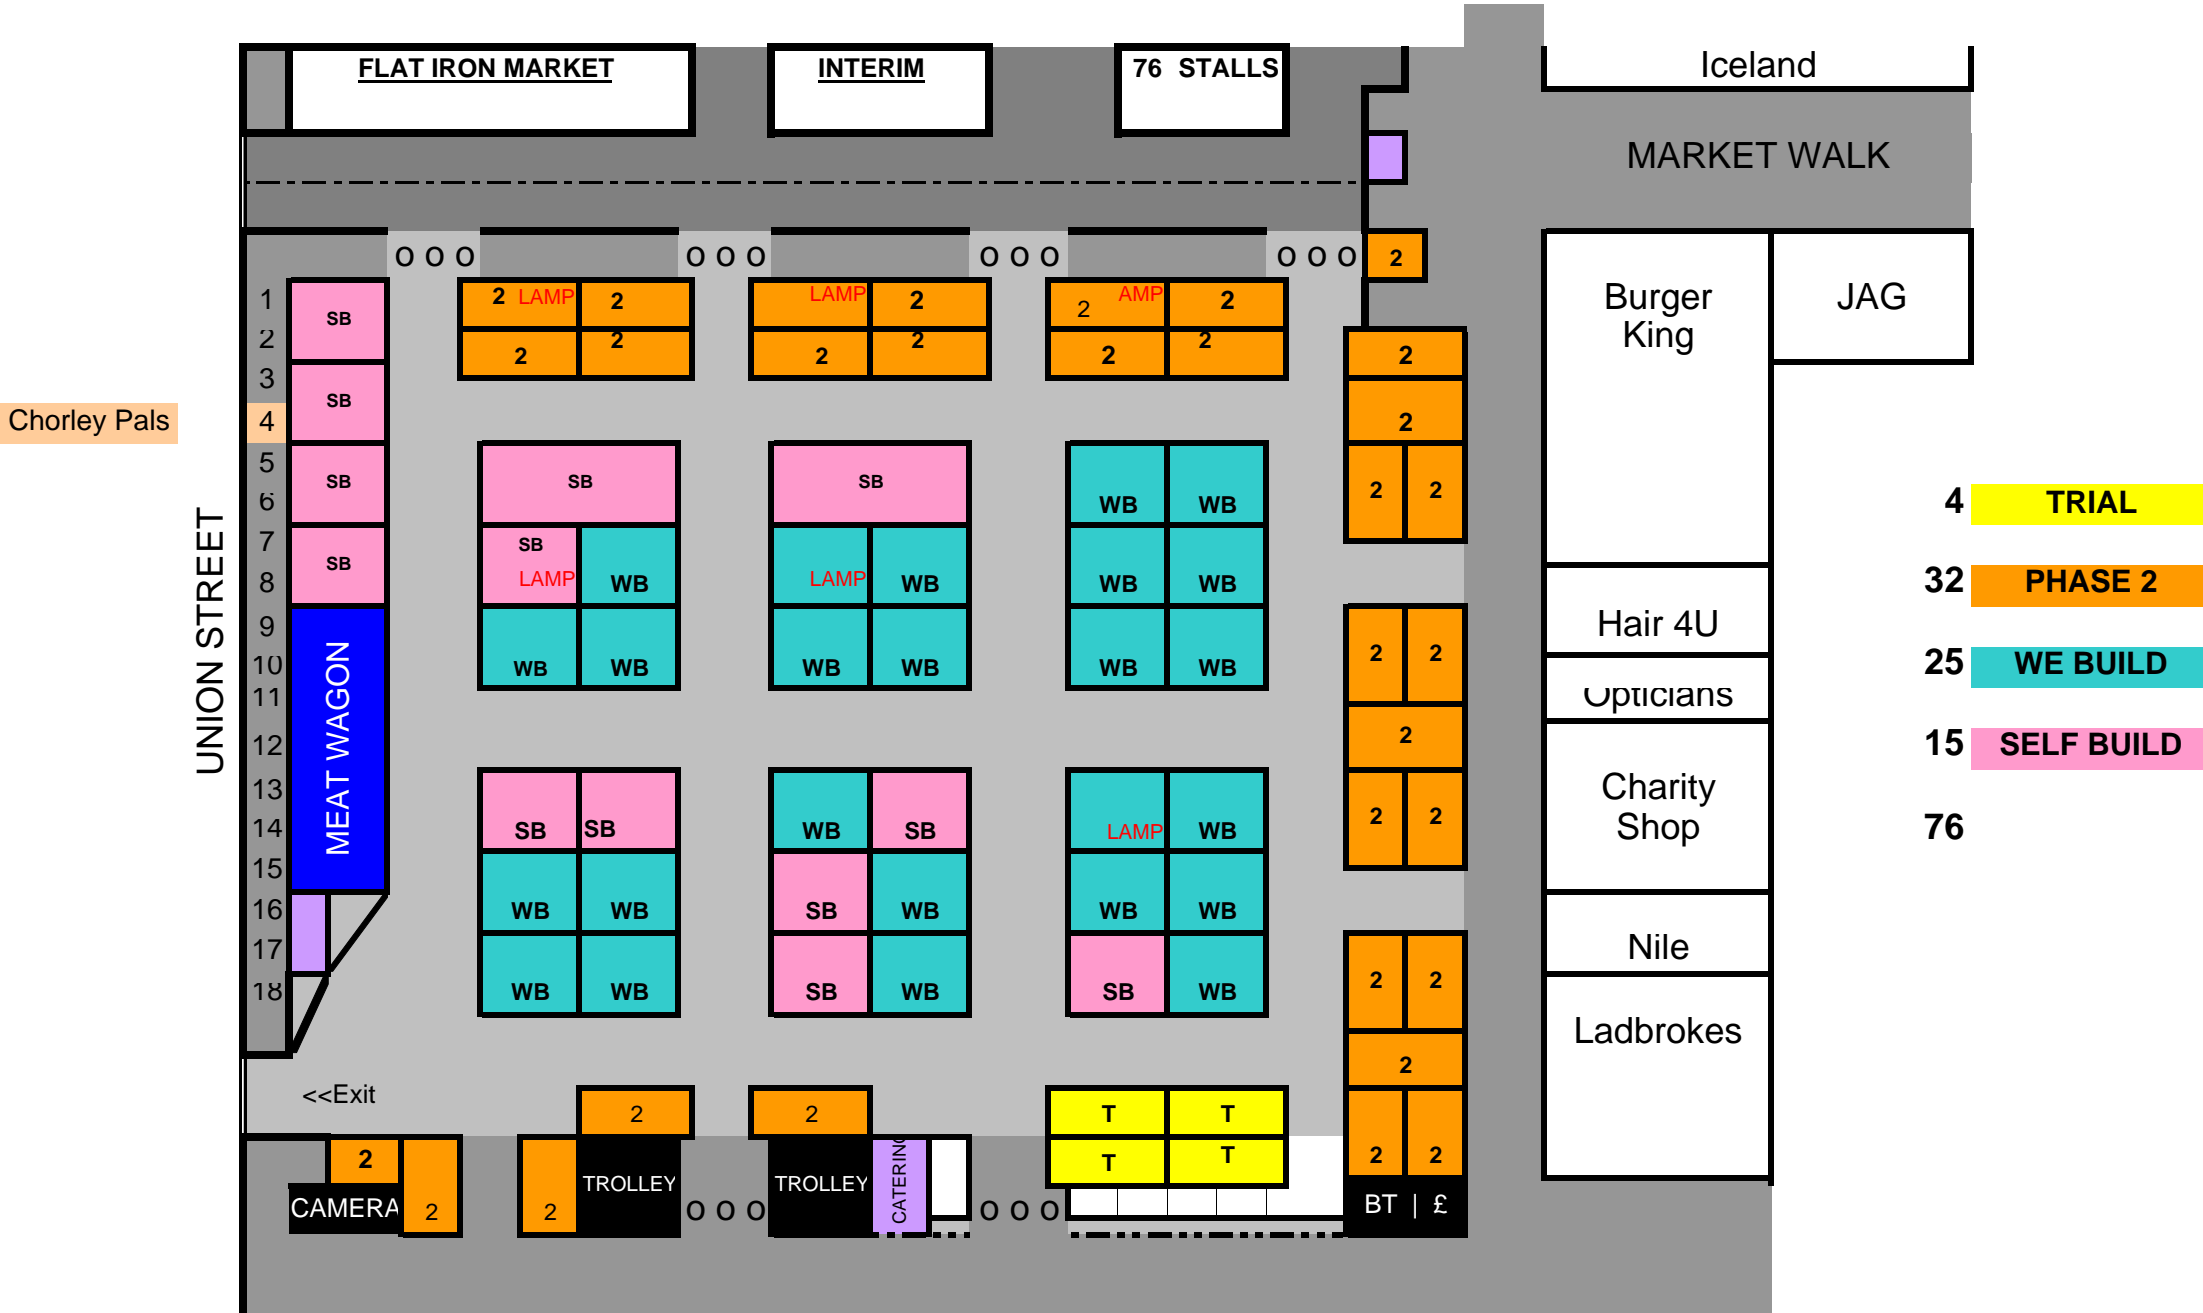 FLAT IRON MARKET INTERIM 76 STALLS Iceland
MARKET WALK
O O O O O O O O O O O O 2
1 SB 2 LAMP 2 LAMP 2 2 AMP 2 Burger King JAG
2 2 2 2 2 2 2 2
3 SB
Chorley Pals 4 2
5 SB SB SB WB WB 2 2
6
4 TRIAL
7 SB SB LAMP WB LAMP WB WB WB
8
32 PHASE 2
9 WB WB WB WB WB WB 2 2 Hair 4U
10
25 WE BUILD
11 Opticians
UNION STREET
MEAT WAGON
12 2
15 SELF BUILD
13 SB SB WB SB LAMP WB 2 2 Charity Shop
14
76
15
16 WB WB SB WB WB WB
17 Nile
18 WB WB SB WB SB WB 2 2
Ladbrokes
2
<<Exit 2 2 T T
2 T T 2 2
CAMERA 2 2 TROLLEY O O O TROLLEY CATERING O O O BT | £